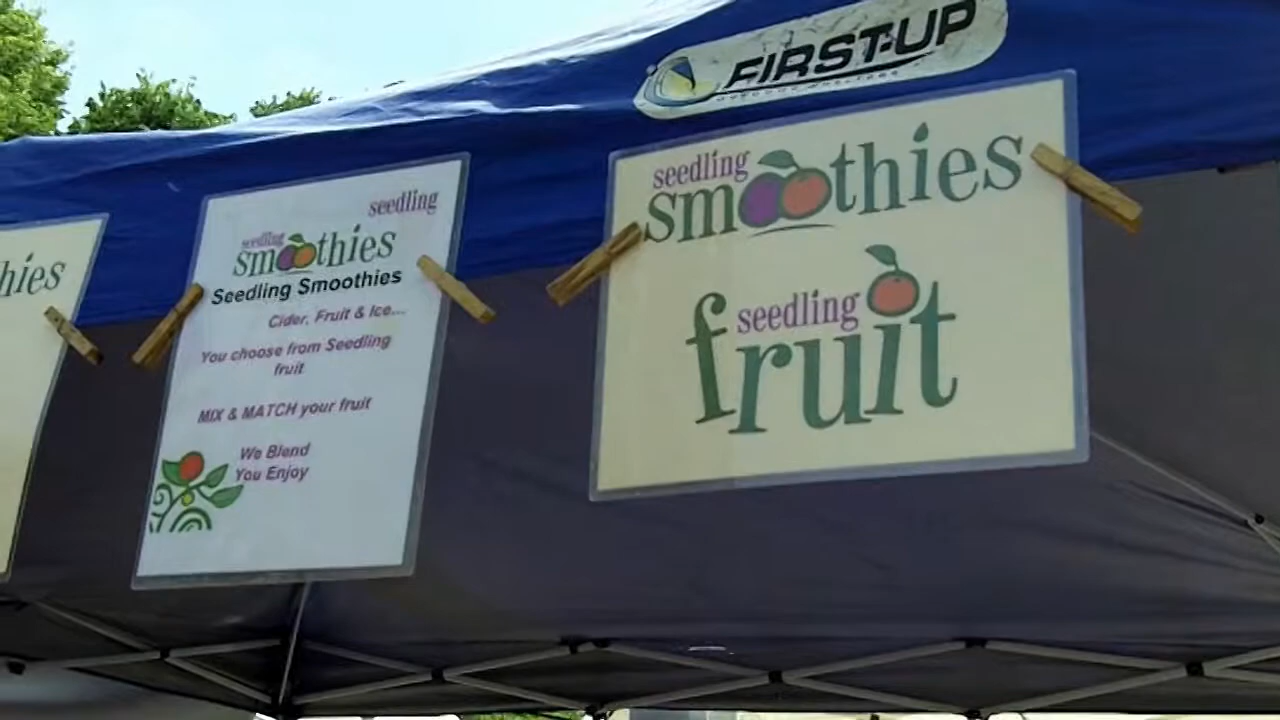 FIRST-UP
hies
seedling
seedling
smoothies
Seedling Smoothies
Cider, Fruit & Ice...
You choose from Seedling
fruit
MIX & MATCH your fruit
We Blend
You Enjoy
seedling
smoothies
seedling
fruit